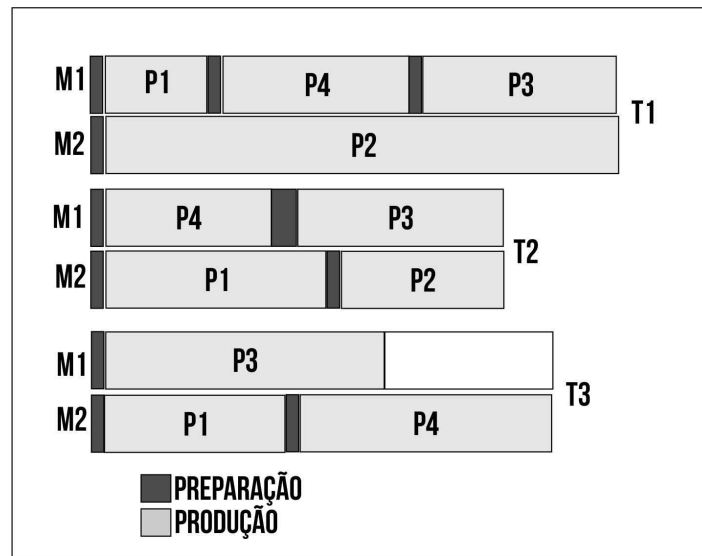 M1 P1 P4 P3
T1
M2 P2
M1 P4 P3
T2
M2 P1 P2
M1 P3
T3
M2 P1 P4
PREPARAÇÃO
PRODUÇÃO